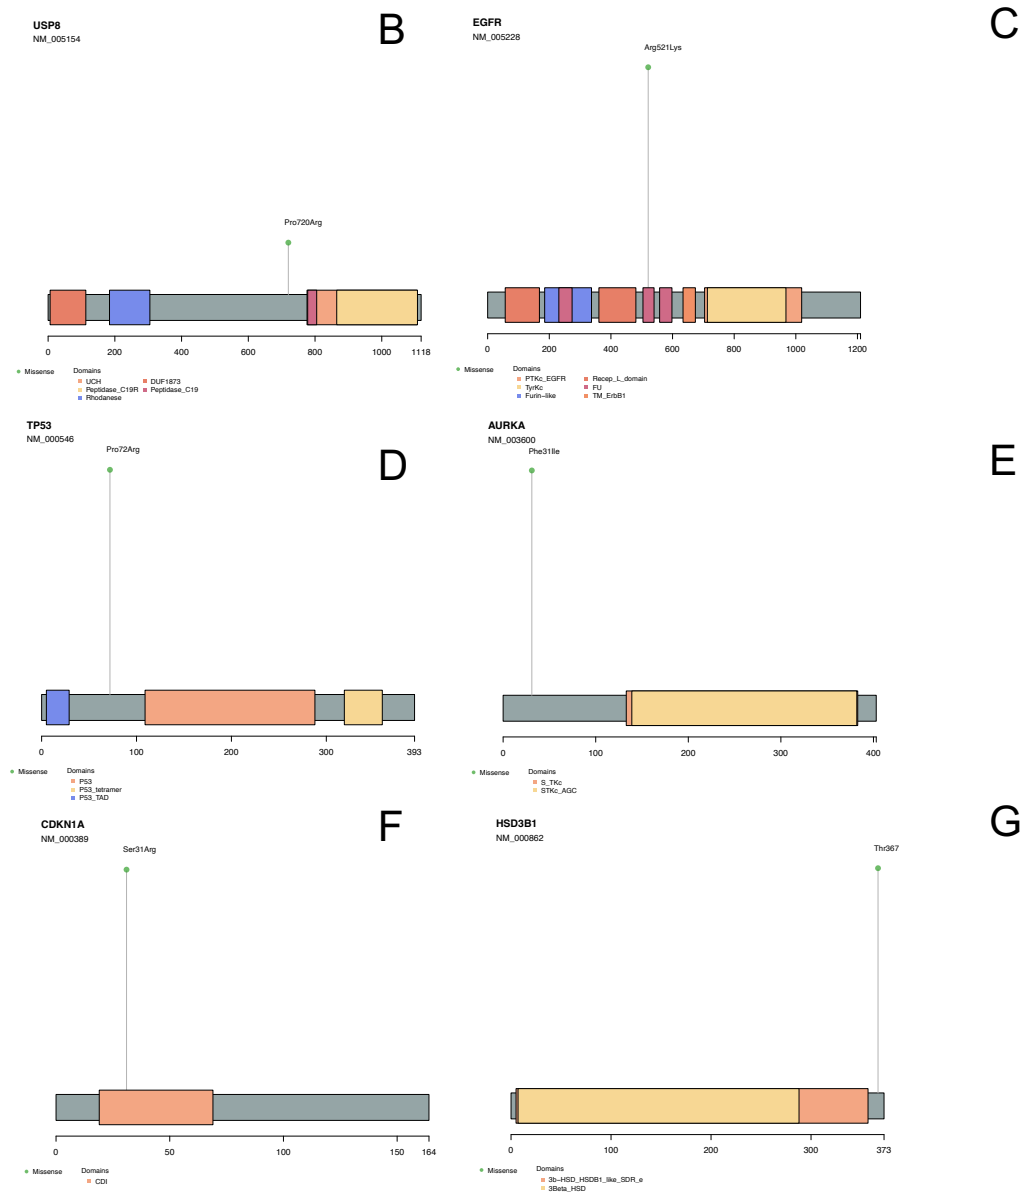 USP8
NM_005154
B
Pro720Arg
0 200 400 600 800 1000 1118
Missense Domains
UCH DUF1873
Peptidase_C19R Peptidase_C19
Rhodanese
EGFR
NM_005228
C
Arg521Lys
0 200 400 600 800 1000 1200
Missense Domains
PTKc_EGFR Recep_L_domain
TyrKc FU
Furin-like TM_ErbB1
TP53
NM_000546
D
Pro72Arg
0 100 200 300 393
Missense Domains
P53
P53_tetramer
P53_TAD
AURKA
NM_003600
E
Phe31Ile
0 100 200 300 400
Missense Domains
S_TKc
STKc_AGC
CDKN1A
NM_000389
F
Ser31Arg
0 50 100 150 164
Missense Domains
CDI
HSD3B1
NM_000862
G
Thr367
0 100 200 300 373
Missense Domains
3b-HSD_HSDB1_like_SDR_e
3Beta_HSD